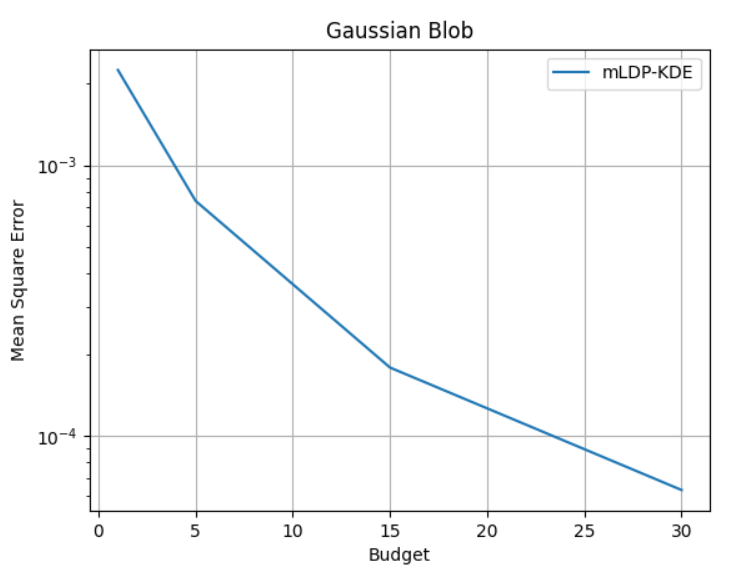 Gaussian Blob
mLDP-KDE
Mean Square Error
10⁻³
10⁻⁴
0 5 10 15 20 25 30
Budget